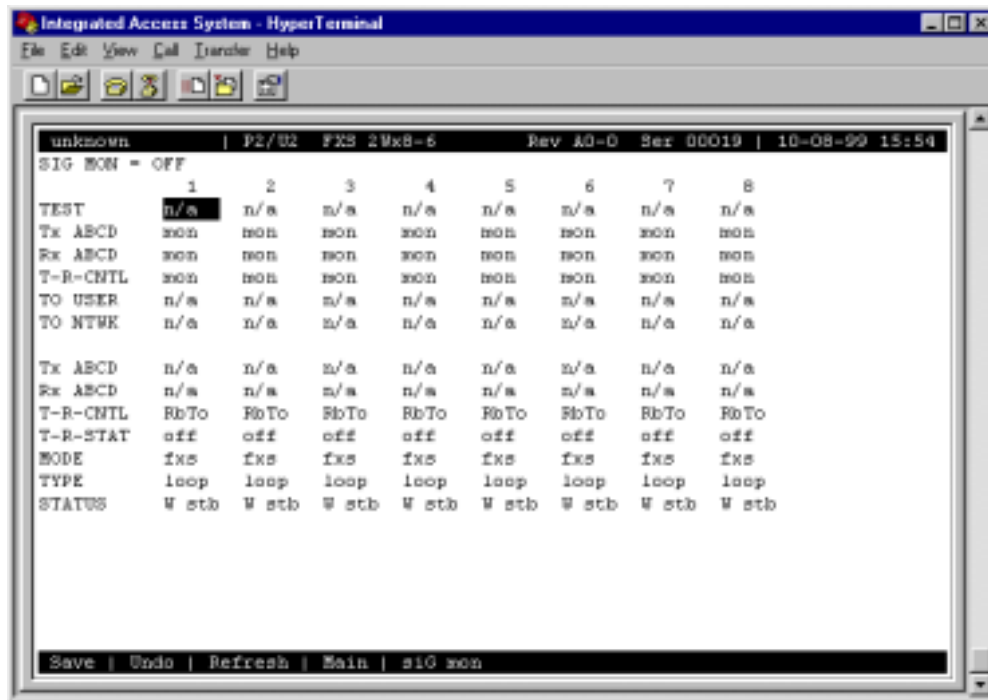 Integrated Access System - HyperTerminal
File Edit View Call Transfer Help
unknown | P2/U2 FXS 2Wx8-6 Rev A0-0 Ser 00019 | 10-08-99 15:54
SIG MON = OFF
1 2 3 4 5 6 7 8
TEST n/a n/a n/a n/a n/a n/a n/a n/a
Tx ABCD mon mon mon mon mon mon mon mon
Rx ABCD mon mon mon mon mon mon mon mon
T-R-CNTL mon mon mon mon mon mon mon mon
TO USER n/a n/a n/a n/a n/a n/a n/a n/a
TO NTWK n/a n/a n/a n/a n/a n/a n/a n/a
Tx ABCD n/a n/a n/a n/a n/a n/a n/a n/a
Rx ABCD n/a n/a n/a n/a n/a n/a n/a n/a
T-R-CNTL RbTo RbTo RbTo RbTo RbTo RbTo RbTo RbTo
T-R-STAT off off off off off off off off
MODE fxs fxs fxs fxs fxs fxs fxs fxs
TYPE loop loop loop loop loop loop loop loop
STATUS W stb W stb W stb W stb W stb W stb W stb W stb
Save | Undo | Refresh | Main | siG mon